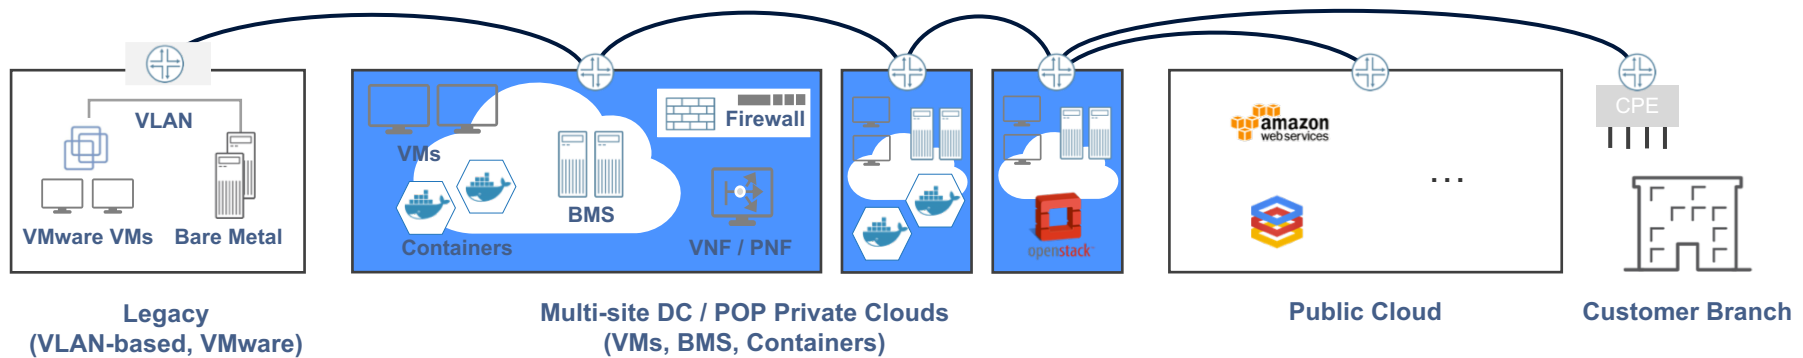 VLAN
VMware VMs
Bare Metal
Legacy
(VLAN-based, VMware)
VMs
Containers
BMS
Firewall
VNF / PNF
openstack
Multi-site DC / POP Private Clouds
(VMs, BMS, Containers)
amazon
webservices
...
Public Cloud
CPE
Customer Branch